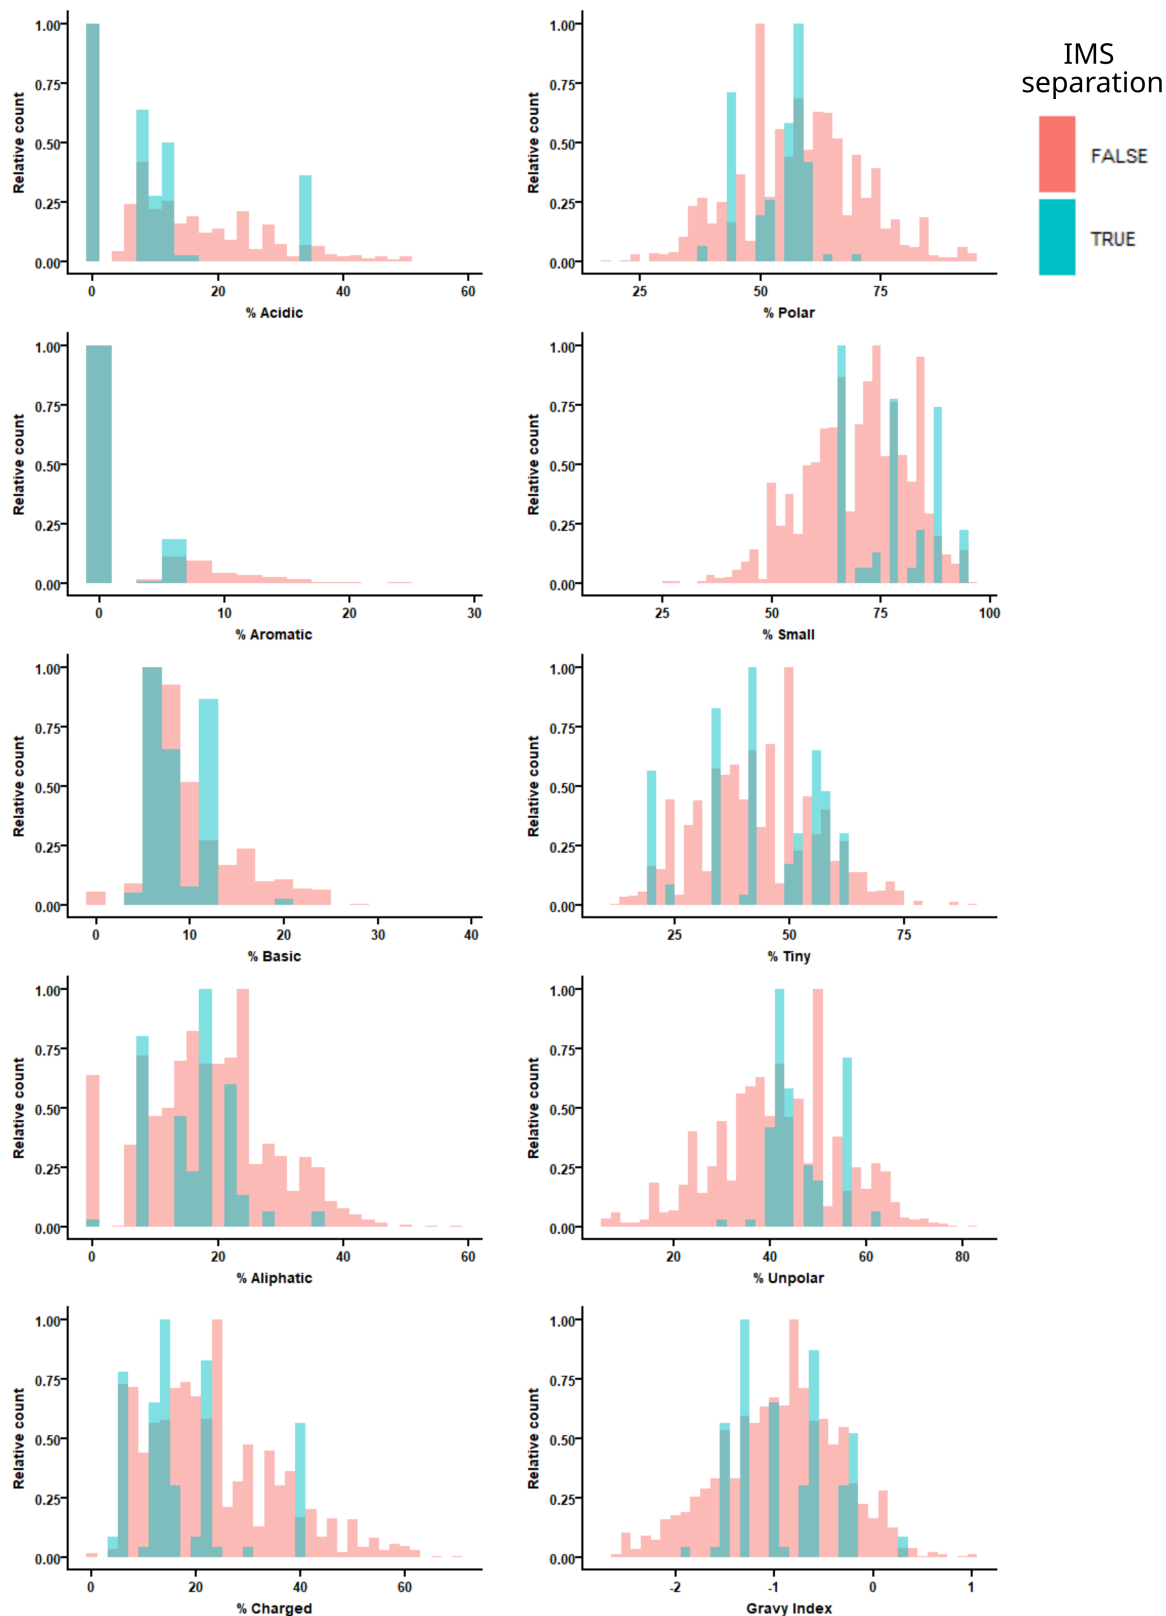 IMS
separation
FALSE
TRUE
1.00
0.75
0.50
0.25
0.00
Relative count
0 20 40 60
% Acidic
1.00
0.75
0.50
0.25
0.00
Relative count
25 50 75
% Polar
1.00
0.75
0.50
0.25
0.00
Relative count
0 10 20 30
% Aromatic
1.00
0.75
0.50
0.25
0.00
Relative count
25 50 75 100
% Small
1.00
0.75
0.50
0.25
0.00
Relative count
0 10 20 30 40
% Basic
1.00
0.75
0.50
0.25
0.00
Relative count
25 50 75
% Tiny
1.00
0.75
0.50
0.25
0.00
Relative count
0 20 40 60
% Aliphatic
1.00
0.75
0.50
0.25
0.00
Relative count
20 40 60 80
% Unpolar
1.00
0.75
0.50
0.25
0.00
Relative count
0 20 40 60
% Charged
1.00
0.75
0.50
0.25
0.00
Relative count
-2 -1 0 1
Gravy Index